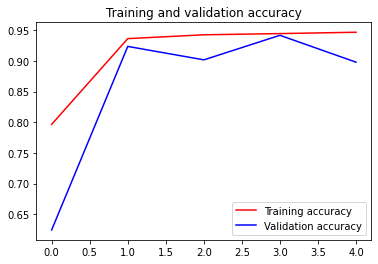 Training and validation accuracy
0.95
0.90
0.85
0.80
0.75
0.70
0.65
Training accuracy
Validation accuracy
0.0 0.5 1.0 1.5 2.0 2.5 3.0 3.5 4.0